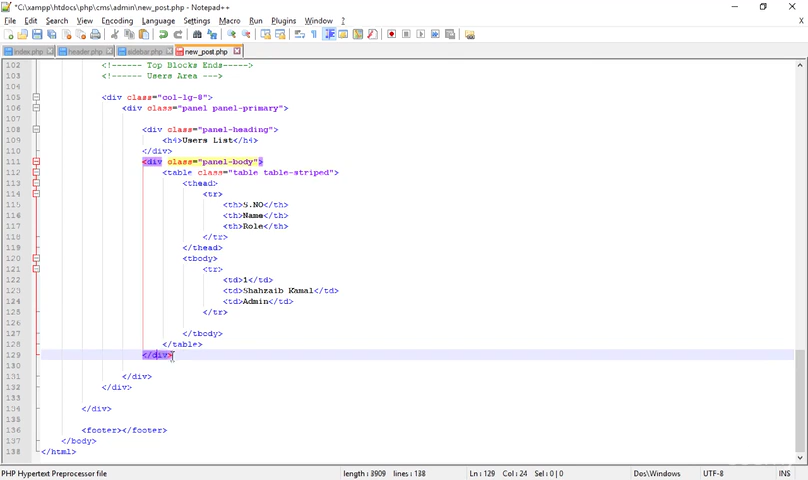 *C:\xampp\htdocs\php\cms\admin\new_post.php - Notepad++
File Edit Search View Encoding Language Settings Macro Run Plugins Window ?
index.php header.php sidebar.php new_post.php
102 <!------ Top Blocks Ends----->
103 <!------ Users Area --->
104
105 <div class="col-lg-8">
106 <div class="panel panel-primary">
107
108 <div class="panel-heading">
109 <h4>Users List</h4>
110 </div>
111 <div class="panel-body">
112 <table class="table table-striped">
113 <thead>
114 <tr>
115 <th>S.NO</th>
116 <th>Name</th>
117 <th>Role</th>
118 </tr>
119 </thead>
120 <tbody>
121 <tr>
122 <td>1</td>
123 <td>Shahzaib Kamal</td>
124 <td>Admin</td>
125 </tr>
126
127 </tbody>
128 </table>
129 </div>
130
131 </div>
132 </div>
133
134 </div>
135
136 <footer></footer>
137 </body>
138 </html>
PHP Hypertext Preprocessor file length : 3909 lines : 138 Ln : 129 Col : 24 Sel : 0 | 0 Dos\Windows UTF-8 INS